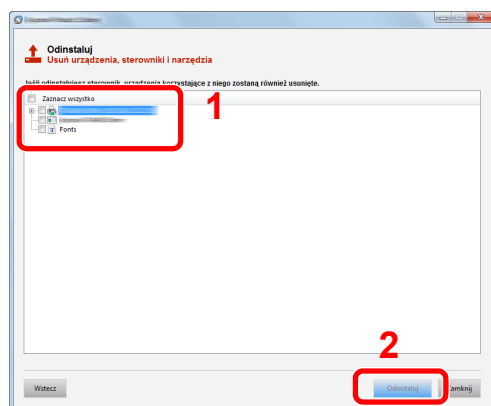 Odinstaluj
Usuń urządzenia, sterowniki i narzędzia
Jeśli odinstalujesz sterownik, urządzenia korzystające z niego zostaną również usunięte.
Zaznacz wszystko
1
Fonts
2
Wstecz
Odinstaluj
Zamknij